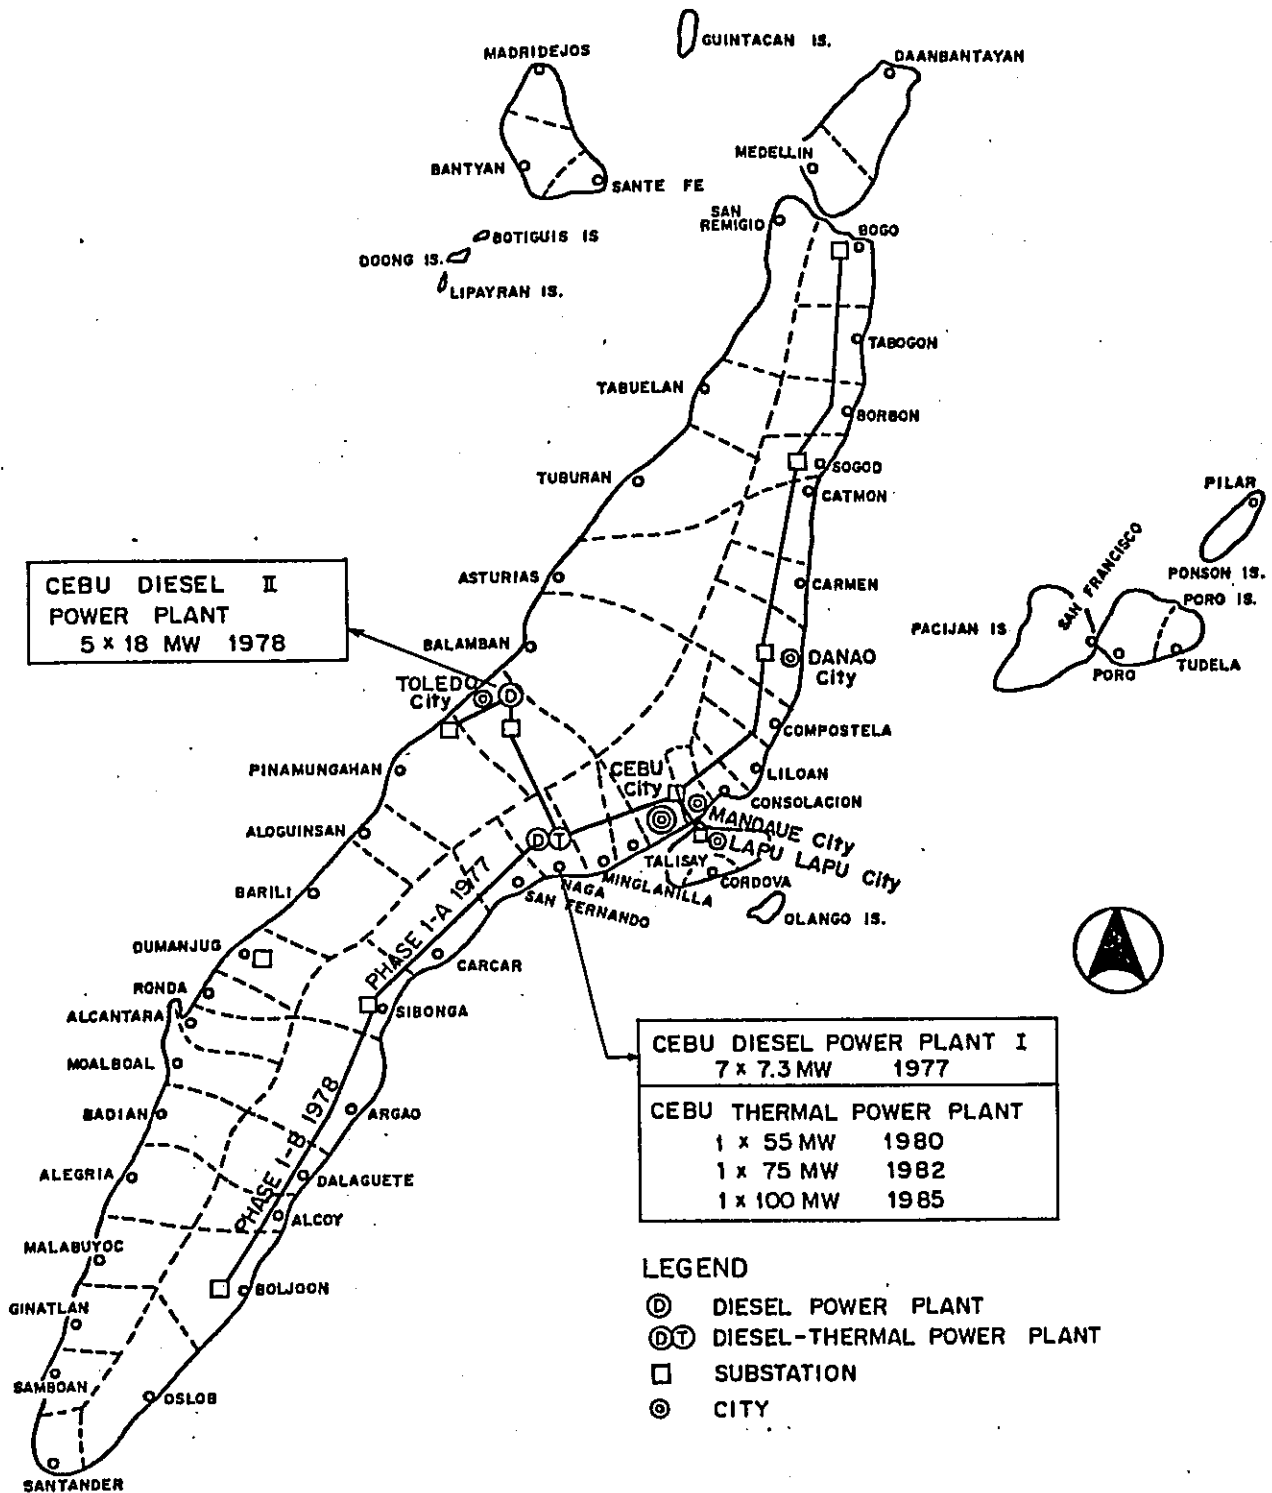 GUINTACAN IS.
MADRIDEJOS
DAANBANTAYAN
MEDELLIN
BANTYAN
SANTE FE
SAN
REMIGIO
BOGO
BOTIGUIS IS
DOONG IS.
LIPAYRAN IS.
TABOGON
TABUELAN
BORBON
SOGOD
TUBURAN
CATMON
PILAR
SAN FRANCISCO
CEBU DIESEL II
POWER PLANT
5 x 18 MW 1978
ASTURIAS
CARMEN
PONSON IS.
PORO IS.
PACIJAN IS
BALAMBAN
DANAO
City
TUDELA
PORO
TOLEDO
City
D
COMPOSTELA
PINAMUNGAHAN
CEBU
City
LILOAN
CONSOLACION
MANDAUE City
ALOGUINSAN
D T
LAPU LAPU City
TALISAY
MINGLANILLA
CORDOVA
NAGA
SAN FERNANDO
BARILI
PHASE 1-A 1977
OLANGO IS.
DUMANJUG
CARCAR
RONDA
ALCANTARA
SIBONGA
MOALBOAL
CEBU DIESEL POWER PLANT I
7 x 7.3 MW 1977
BADIAN
ARGAO
CEBU THERMAL POWER PLANT
1 x 55 MW 1980
1 x 75 MW 1982
1 x 100 MW 1985
PHASE 1-B 1978
ALEGRIA
DALAGUETE
ALCOY
MALABUYOC
BOLJOON
GINATLAN
SAMBOAN
OSLOB
SANTANDER
LEGEND
D DIESEL POWER PLANT
D T DIESEL-THERMAL POWER PLANT
SUBSTATION
CITY